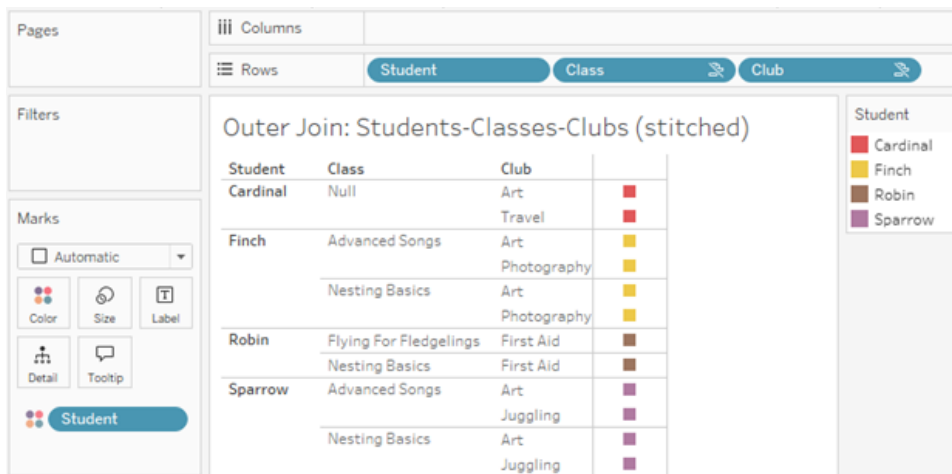 Pages
Columns
Rows
Student
Class
Club
Filters
Outer Join: Students-Classes-Clubs (stitched)
Student Class Club
Cardinal Null Art
Travel
Finch Advanced Songs Art
Photography
Nesting Basics Art
Photography
Robin Flying For Fledgelings First Aid
Nesting Basics First Aid
Sparrow Advanced Songs Art
Juggling
Nesting Basics Art
Juggling
Marks
Automatic
Color Size Label
Detail Tooltip
Student
Student
Cardinal
Finch
Robin
Sparrow